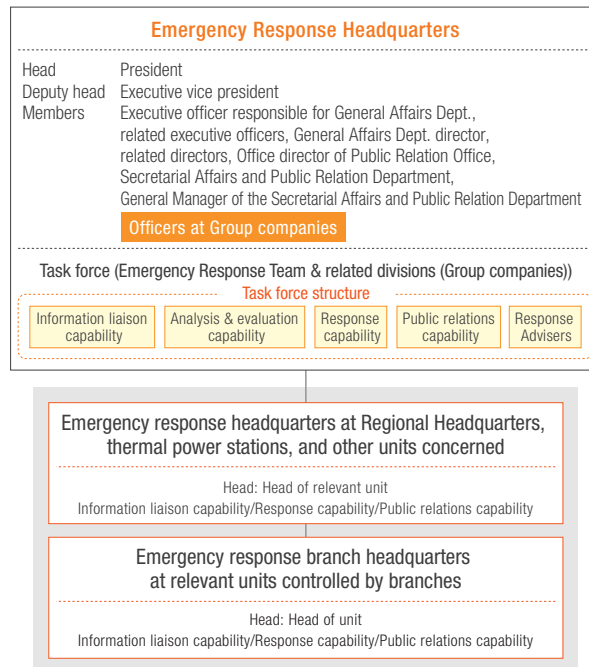 Emergency Response Headquarters
Head President
Deputy head Executive vice president
Members Executive officer responsible for General Affairs Dept.,
related executive officers, General Affairs Dept. director,
related directors, Office director of Public Relation Office,
Secretarial Affairs and Public Relation Department,
General Manager of the Secretarial Affairs and Public Relation Department
Officers at Group companies
Task force (Emergency Response Team & related divisions (Group companies))
Task force structure
Information liaison
capability
Analysis & evaluation
capability
Response
capability
Public relations
capability
Response
Advisers
Emergency response headquarters at Regional Headquarters,
thermal power stations, and other units concerned
Head: Head of relevant unit
Information liaison capability/Response capability/Public relations capability
Emergency response branch headquarters
at relevant units controlled by branches
Head: Head of unit
Information liaison capability/Response capability/Public relations capability